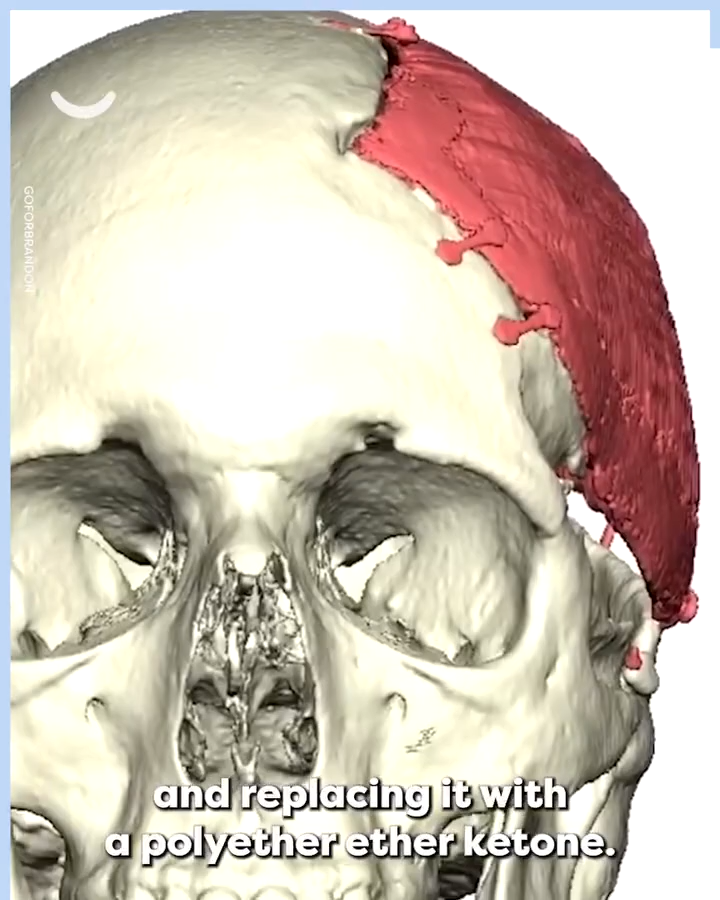 GOFORBRANDON
and replacing it with
a polyether ether ketone.